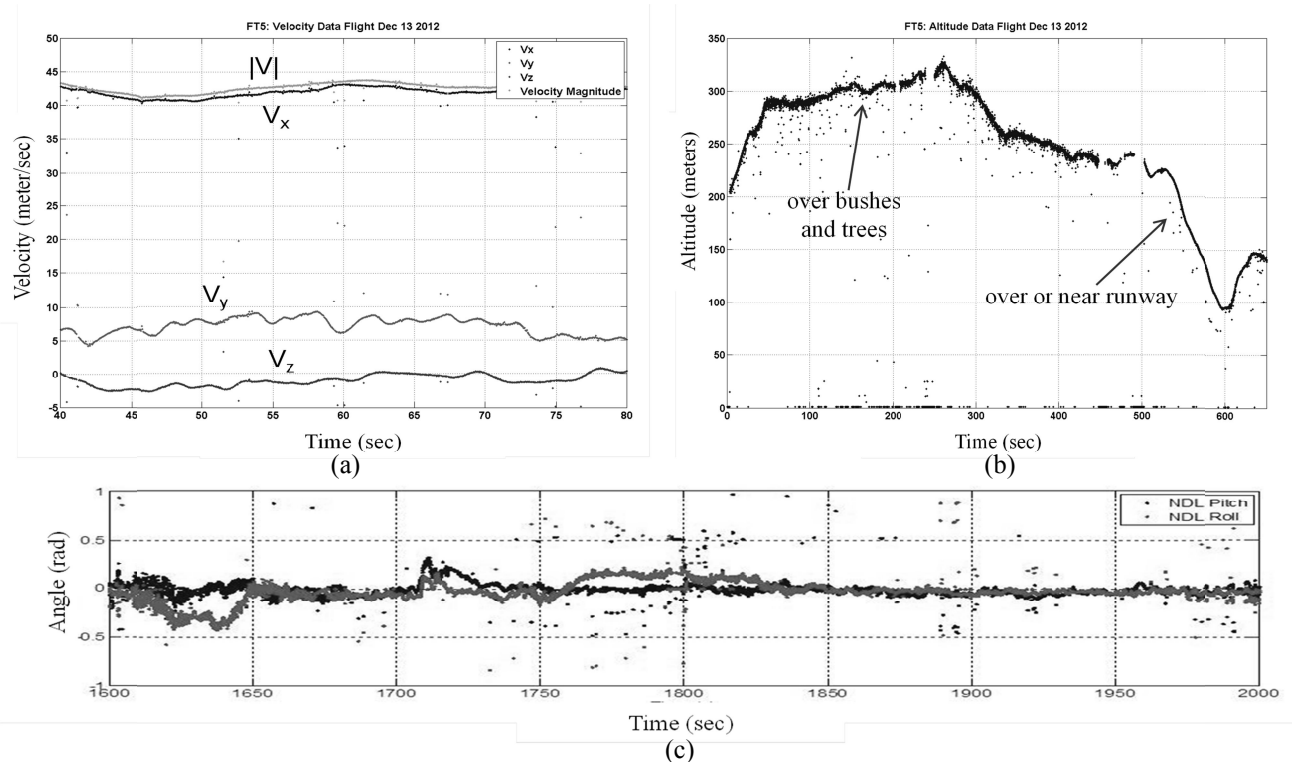 FT5: Velocity Data Flight Dec 13 2012
50
45
40
35
30
25
20
15
10
5
0
-5
Velocity (meter/sec)
Vx
Vy
Vz
Velocity Magnitude
|V|
Vx
Vy
Vz
40 45 50 55 60 65 70 75 80
Time (sec)
(a)
FT5: Altitude Data Flight Dec 13 2012
350
300
250
200
150
100
50
0
Altitude (meters)
over bushes
and trees
over or near runway
0 100 200 300 400 500 600
Time (sec)
(b)
1
0.5
0
-0.5
-1
Angle (rad)
NDL Pitch
NDL Roll
1600 1650 1700 1750 1800 1850 1900 1950 2000
Time (sec)
(c)